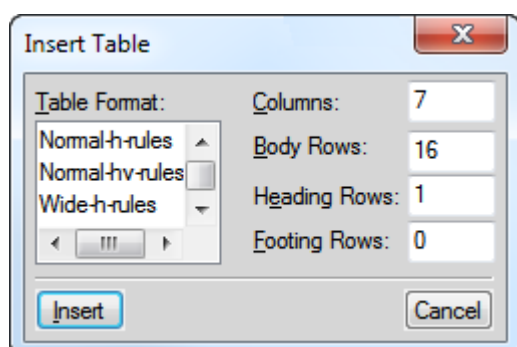 Insert Table
Table Format:
Normal-h-rules
Normal-hv-rules
Wide-h-rules
Columns: 7
Body Rows: 16
Heading Rows: 1
Footing Rows: 0
Insert
Cancel